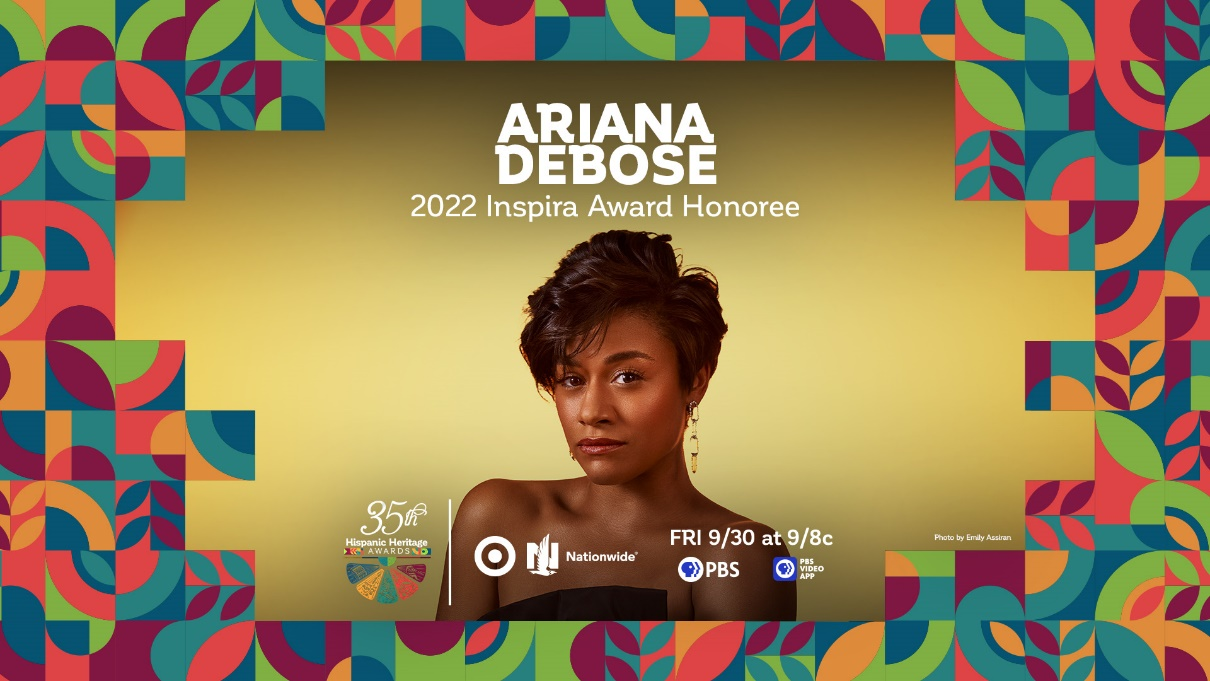 ARIANA
DEBOSE
2022 Inspira Award Honoree
35th
Hispanic Heritage
AWARDS
Nationwide®
FRI 9/30 at 9/8c
PBS
PBS
VIDEO
APP
Photo by Emily Assiran